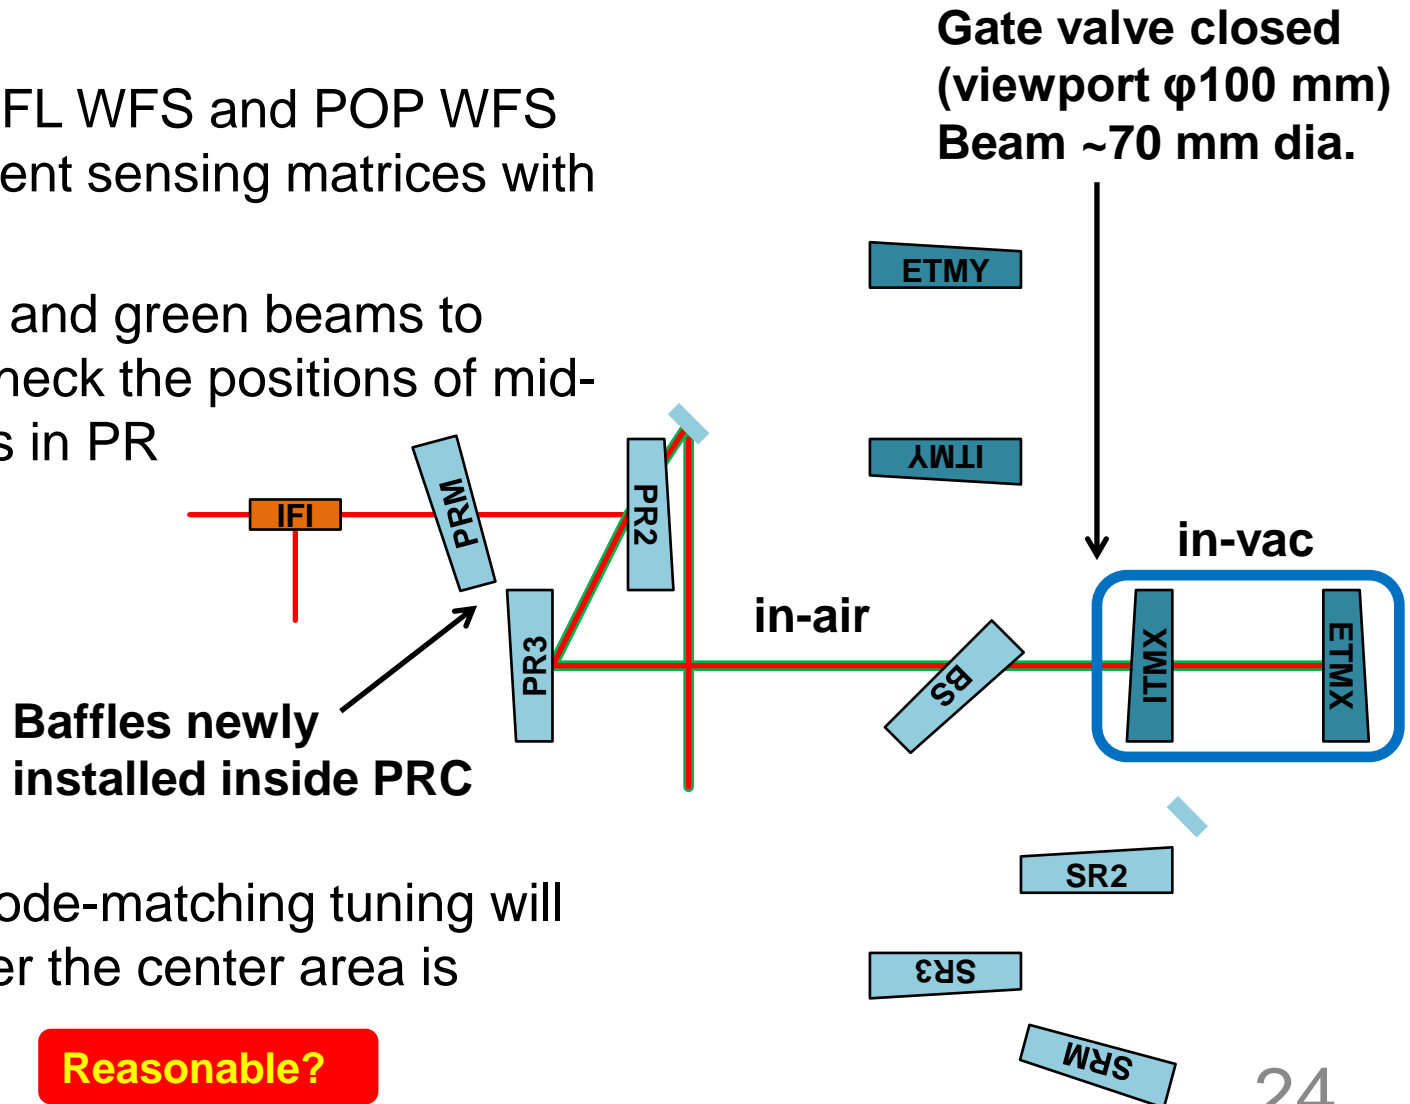 Gate valve closed
(viewport φ100 mm)
Beam ~70 mm dia.
FL WFS and POP WFS
ent sensing matrices with
and green beams to
heck the positions of mid-
s in PR
ETMY
ITMY
IFI
PRM
PR2
PR3
in-air
in-vac
BS
ITMX
ETMX
Baffles newly
installed inside PRC
SR2
SR3
SRM
ode-matching tuning will
er the center area is
Reasonable?
24